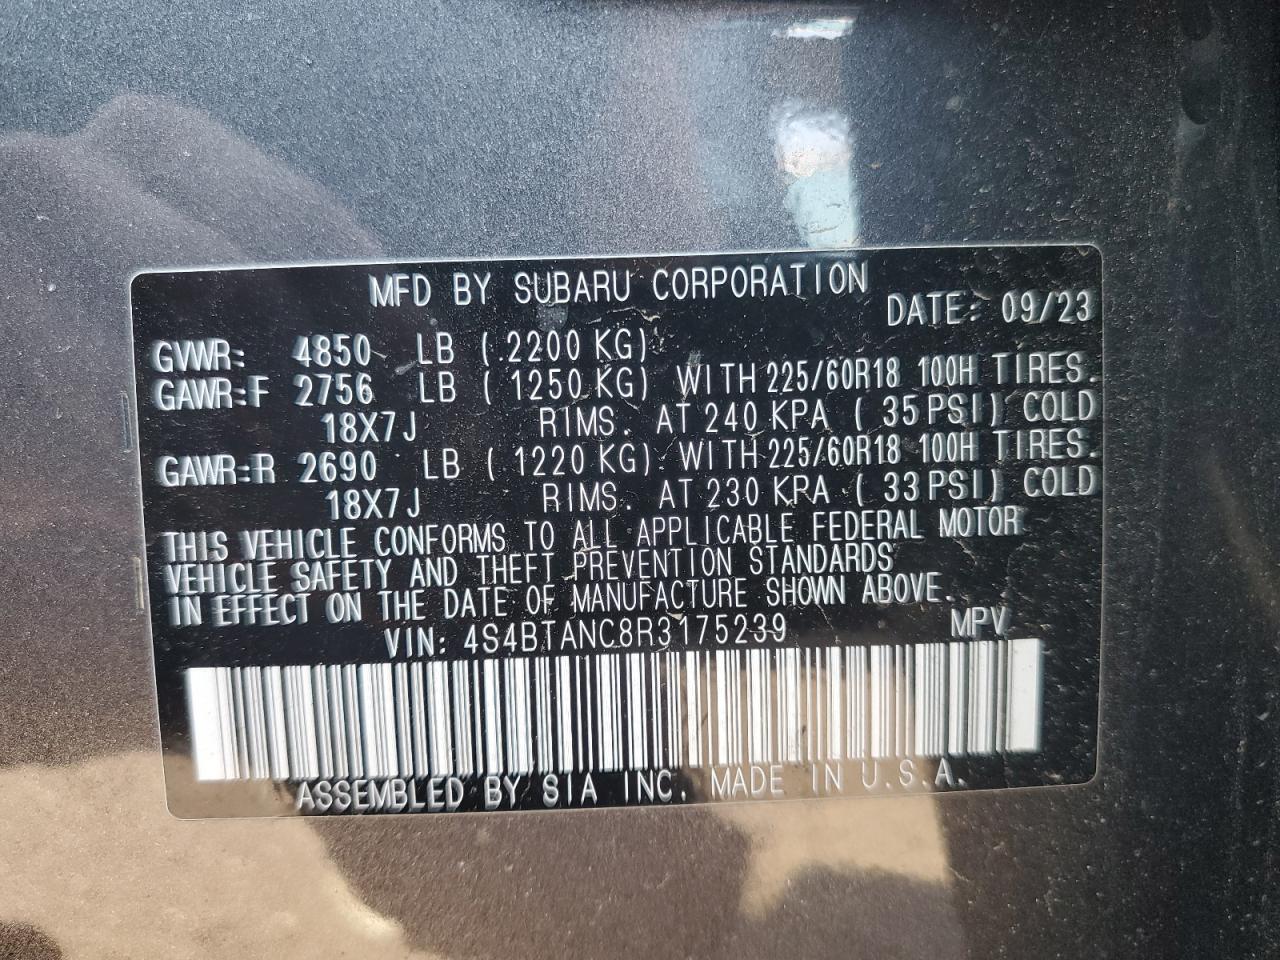 MFD BY SUBARU CORPORATION
DATE: 09/23
GVWR: 4850 LB (2200 KG)
GAWR:F 2756 LB (1250 KG) WITH 225/60R18 100H TIRES.
18X7J RIMS. AT 240 KPA (35 PSI) COLD
GAWR:R 2690 LB (1220 KG) WITH 225/60R18 100H TIRES.
18X7J RIMS. AT 230 KPA (33 PSI) COLD
THIS VEHICLE CONFORMS TO ALL APPLICABLE FEDERAL MOTOR
VEHICLE SAFETY AND THEFT PREVENTION STANDARDS
IN EFFECT ON THE DATE OF MANUFACTURE SHOWN ABOVE.
VIN: 4S4BTANC8R3175239 MPV
ASSEMBLED BY SIA INC. MADE IN U.S.A.